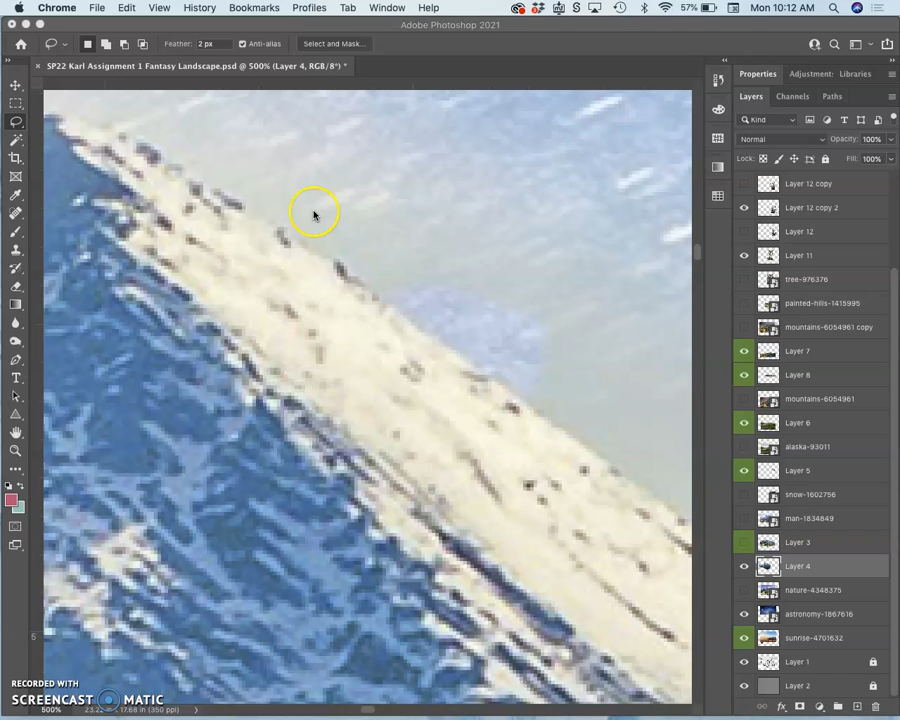 Chrome File Edit View History Bookmarks Profiles Tab Window Help 57% Mon 10:12 AM
Adobe Photoshop 2021
Feather: 2 px Anti-alias Select and Mask...
SP22 Karl Assignment 1 Fantasy Landscape.psd @ 500% (Layer 4, RGB/8*) *
Properties Adjustments Libraries
Layers Channels Paths
Kind
Normal Opacity: 100%
Lock: Fill: 100%
Layer 12 copy
Layer 12 copy 2
Layer 12
Layer 11
tree-976376
painted-hills-1415995
mountains-6054961 copy
Layer 7
Layer 8
mountains-6054961
Layer 6
alaska-93011
Layer 5
snow-1602756
man-1834849
Layer 3
Layer 4
nature-4348375
astronomy-1867616
sunrise-4701632
Layer 1
Layer 2
5
RECORDED WITH
SCREENCAST MATIC
500% (350 ppi)
fx